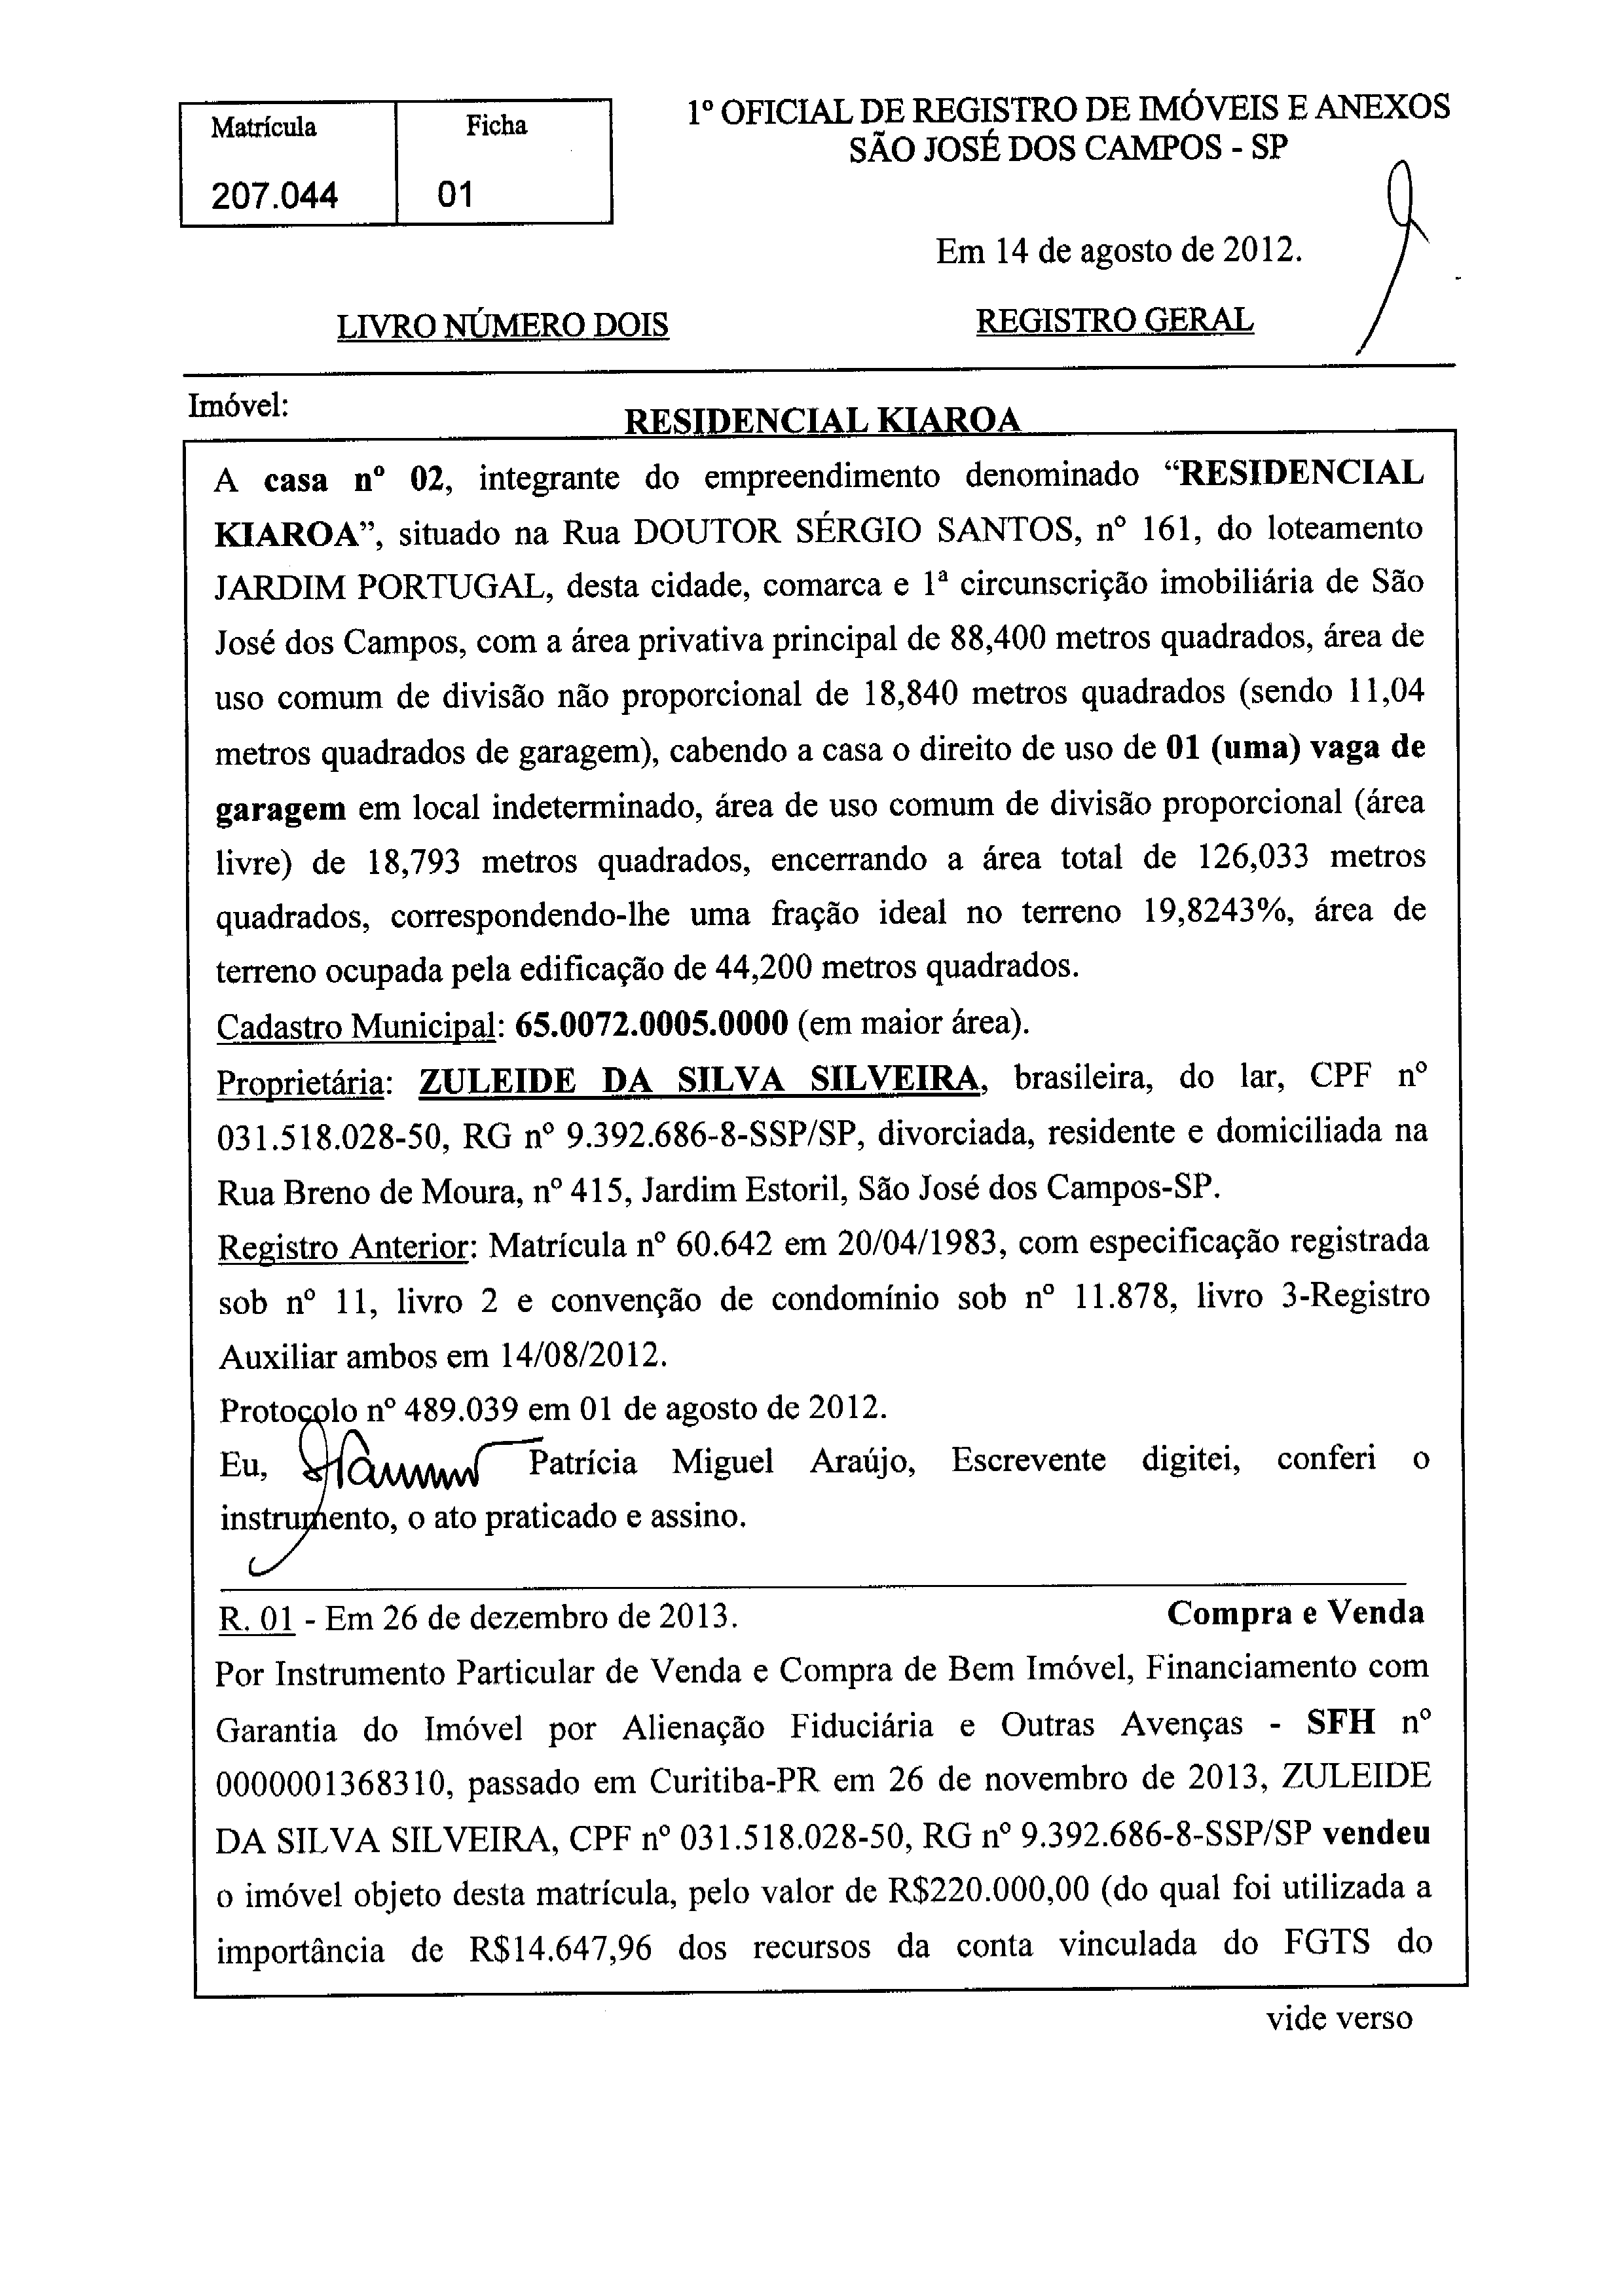 Matrícula
Ficha
1º OFICIAL DE REGISTRO DE IMÓVEIS E ANEXOS
SÃO JOSÉ DOS CAMPOS - SP
207.044
01
Em 14 de agosto de 2012.
LIVRO NÚMERO DOIS
REGISTRO GERAL
Imóvel:
RESIDENCIAL KIAROA
A casa nº 02, integrante do empreendimento denominado “RESIDENCIAL
KIAROA”, situado na Rua DOUTOR SÉRGIO SANTOS, nº 161, do loteamento
JARDIM PORTUGAL, desta cidade, comarca e 1ª circunscrição imobiliária de São
José dos Campos, com a área privativa principal de 88,400 metros quadrados, área de
uso comum de divisão não proporcional de 18,840 metros quadrados (sendo 11,04
metros quadrados de garagem), cabendo a casa o direito de uso de 01 (uma) vaga de
garagem em local indeterminado, área de uso comum de divisão proporcional (área
livre) de 18,793 metros quadrados, encerrando a área total de 126,033 metros
quadrados, correspondendo-lhe uma fração ideal no terreno 19,8243%, área de
terreno ocupada pela edificação de 44,200 metros quadrados.
Cadastro Municipal: 65.0072.0005.0000 (em maior área).
Proprietária: ZULEIDE DA SILVA SILVEIRA, brasileira, do lar, CPF nº
031.518.028-50, RG nº 9.392.686-8-SSP/SP, divorciada, residente e domiciliada na
Rua Breno de Moura, nº 415, Jardim Estoril, São José dos Campos-SP.
Registro Anterior: Matrícula nº 60.642 em 20/04/1983, com especificação registrada
sob nº 11, livro 2 e convenção de condomínio sob nº 11.878, livro 3-Registro
Auxiliar ambos em 14/08/2012.
Protocolo nº 489.039 em 01 de agosto de 2012.
Eu, Patrícia Miguel Araújo, Escrevente digitei, conferi o
instrumento, o ato praticado e assino.
R. 01 - Em 26 de dezembro de 2013. Compra e Venda
Por Instrumento Particular de Venda e Compra de Bem Imóvel, Financiamento com
Garantia do Imóvel por Alienação Fiduciária e Outras Avenças - SFH nº
0000001368310, passado em Curitiba-PR em 26 de novembro de 2013, ZULEIDE
DA SILVA SILVEIRA, CPF nº 031.518.028-50, RG nº 9.392.686-8-SSP/SP vendeu
o imóvel objeto desta matrícula, pelo valor de R$220.000,00 (do qual foi utilizada a
importância de R$14.647,96 dos recursos da conta vinculada do FGTS do
vide verso